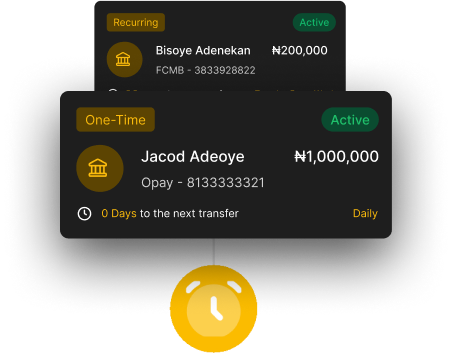 Recurring
Active
Bisoye Adenekan
₦200,000
FCMB - 3833928822
One-Time
Active
Jacod Adeoye
₦1,000,000
Opay - 8133333321
0 Days to the next transfer
Daily